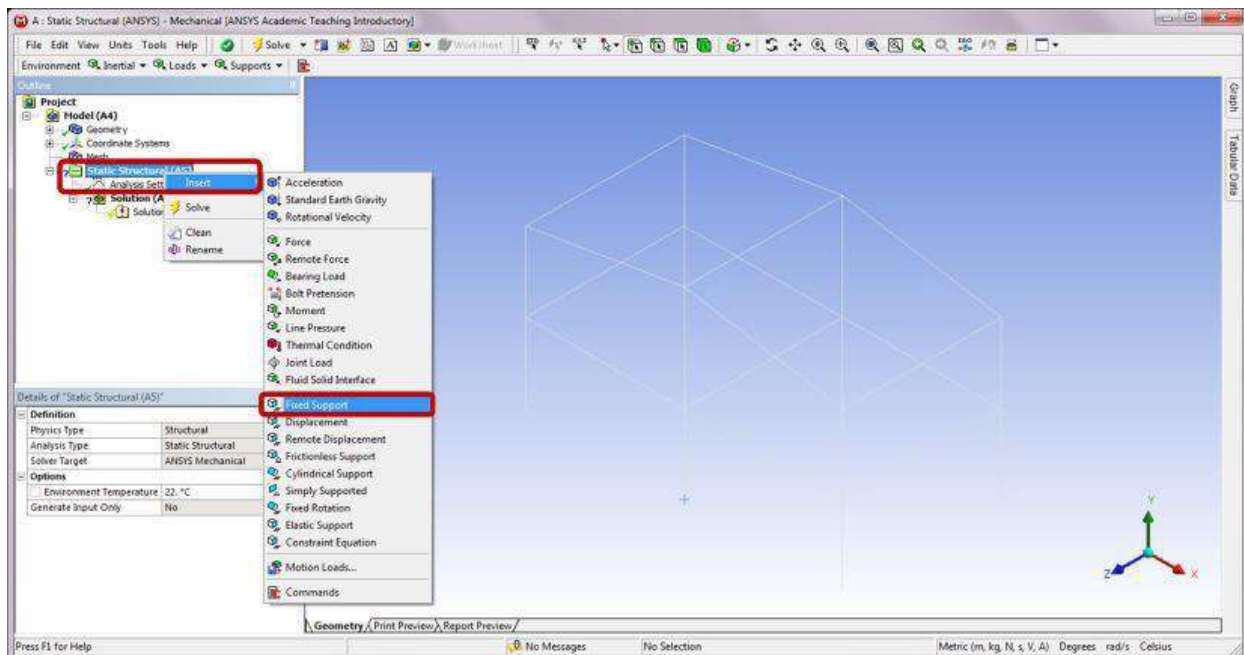 A : Static Structural (ANSYS) - Mechanical [ANSYS Academic Teaching Introductory]
File Edit View Units Tools Help Solve Worksheet
Environment Inertial Loads Supports
Outline
Project
Model (A4)
Geometry
Coordinate Systems
Mesh
Static Structural (A5)
Analysis Sett
Solution (A
Solutio
Insert
Solve
Clean
Rename
Acceleration
Standard Earth Gravity
Rotational Velocity
Force
Remote Force
Bearing Load
Bolt Pretension
Moment
Line Pressure
Thermal Condition
Joint Load
Fluid Solid Interface
Fixed Support
Displacement
Remote Displacement
Frictionless Support
Cylindrical Support
Simply Supported
Fixed Rotation
Elastic Support
Constraint Equation
Motion Loads...
Commands
Details of "Static Structural (A5)"
Definition
Physics Type Structural
Analysis Type Static Structural
Solver Target ANSYS Mechanical
Options
Environment Temperature 22. °C
Generate Input Only No
Graph
Tabular Data
Y
Z
X
Geometry Print Preview Report Preview
Press F1 for Help No Messages No Selection Metric (m, kg, N, s, V, A) Degrees rad/s Celsius